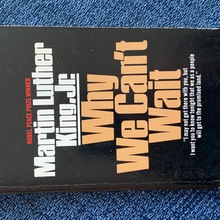 NOBEL PEACE PRIZE WINNER
Martin Luther
King, Jr.
Why
We Can't
Wait
"I may not get there with you, but
I want you to know tonight that we as a people
will get to the promised land."